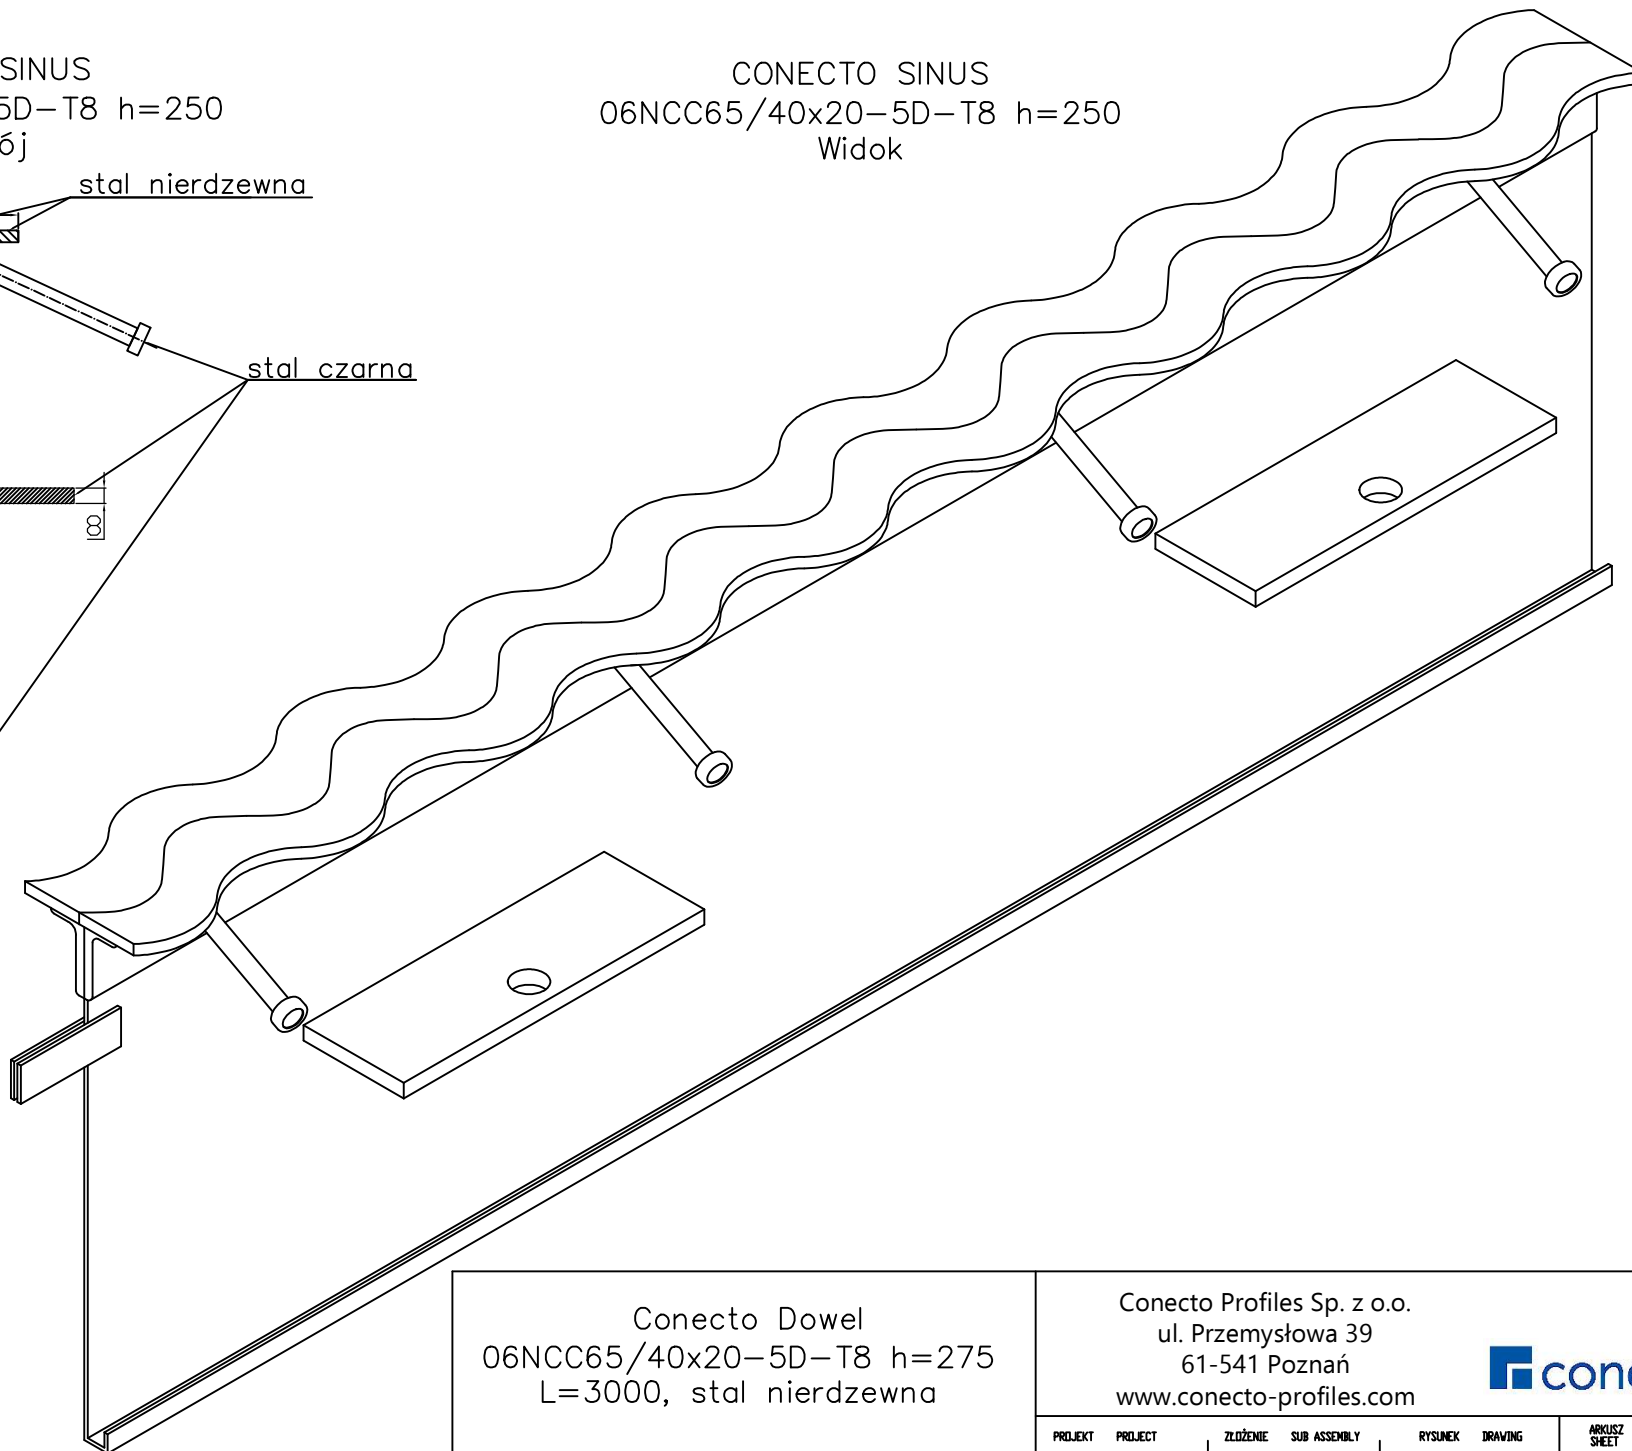 SINUS
5D-T8 h=250
ój
stal nierdzewna
stal czarna
8
CONECTO SINUS
06NCC65/40x20-5D-T8 h=250
Widok
Conecto Dowel
06NCC65/40x20-5D-T8 h=275
L=3000, stal nierdzewna
Conecto Profiles Sp. z o.o.
ul. Przemysłowa 39
61-541 Poznań
www.conecto-profiles.com
cone
PROJEKT PROJECT
ZŁOŻENIE SUB ASSEMBLY
RYSUNEK DRAWING
ARKUSZ
SHEET